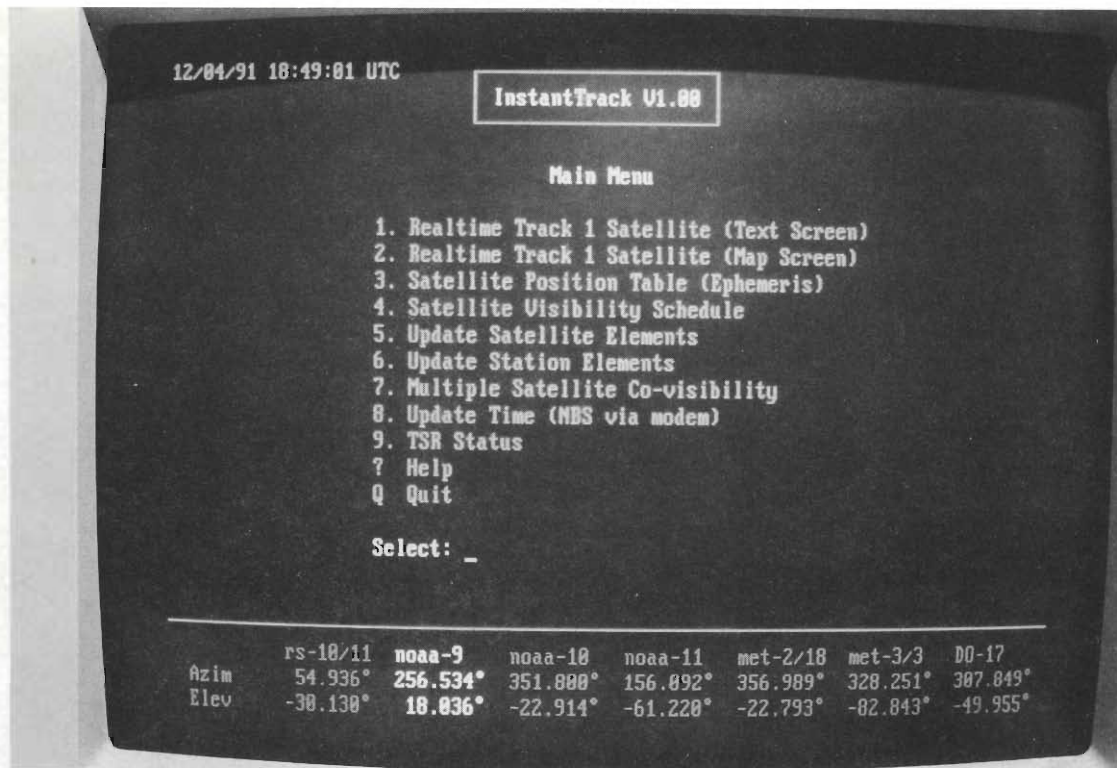 12/04/91 18:49:01 UTC
InstantTrack V1.00
Main Menu
1. Realtime Track 1 Satellite (Text Screen)
2. Realtime Track 1 Satellite (Map Screen)
3. Satellite Position Table (Ephemeris)
4. Satellite Visibility Schedule
5. Update Satellite Elements
6. Update Station Elements
7. Multiple Satellite Co-visibility
8. Update Time (NBS via modem)
9. TSR Status
? Help
Q Quit
Select: _
rs-10/11 noaa-9 noaa-10 noaa-11 met-2/18 met-3/3 DO-17
Azim 54.936° 256.534° 351.800° 156.092° 356.989° 328.251° 307.849°
Elev -30.130° 18.036° -22.914° -61.220° -22.793° -82.843° -49.955°